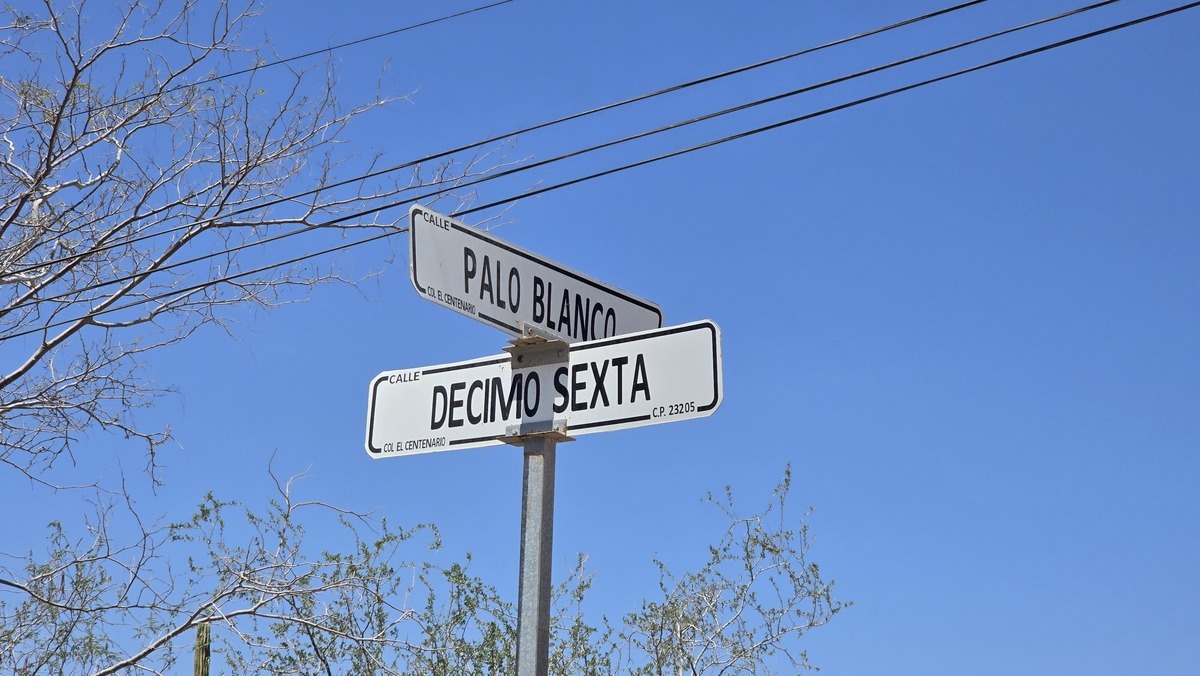 CALLE
PALO BLANCO
COL EL CENTENARIO
CALLE
DECIMO SEXTA
COL EL CENTENARIO
C.P. 23205